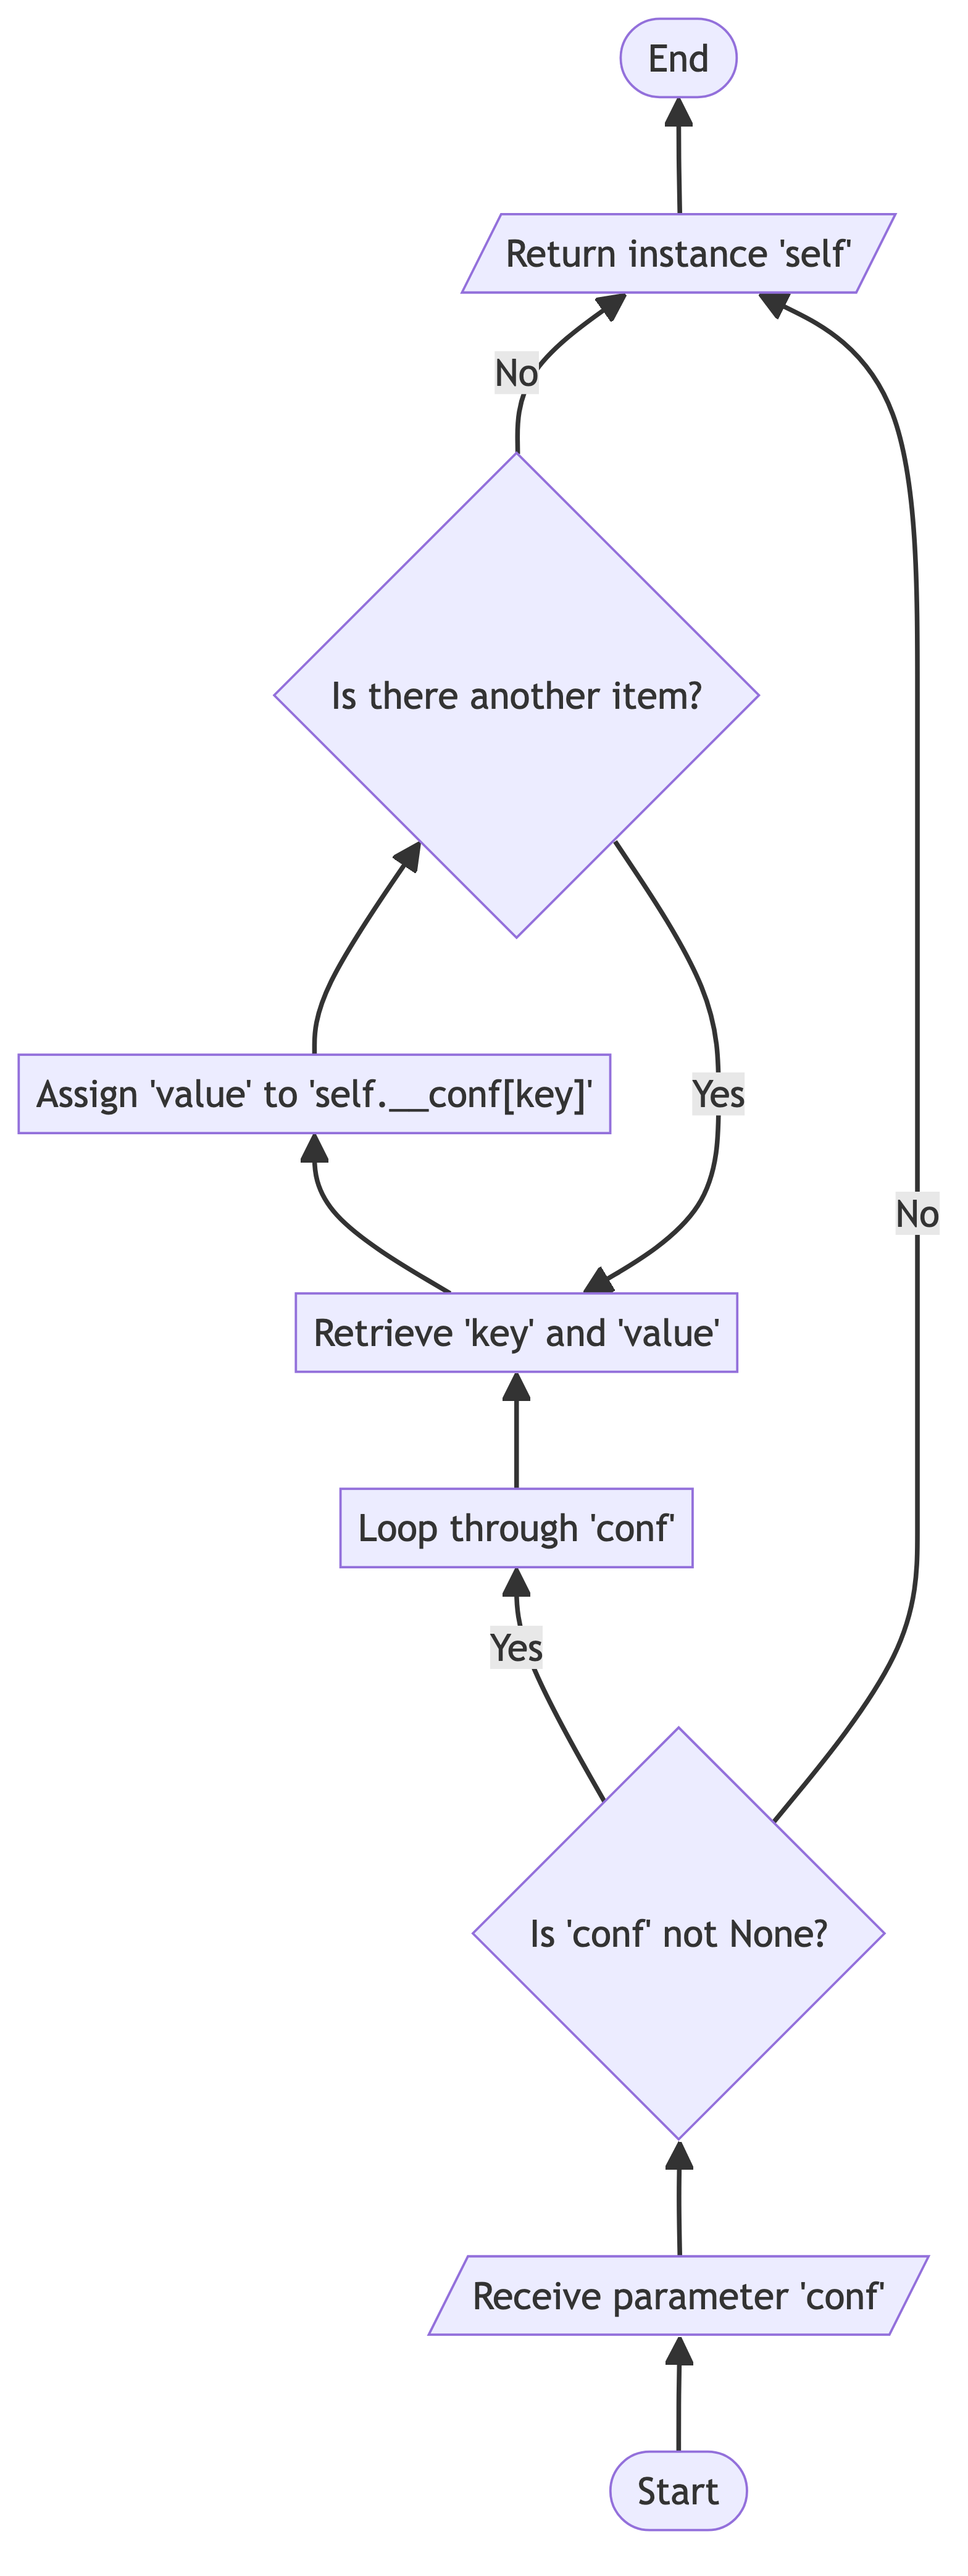 End
Return instance 'self'
No
Is there another item?
Assign 'value' to 'self.__conf[key]'
Yes
No
Retrieve 'key' and 'value'
Loop through 'conf'
Yes
Is 'conf' not None?
Receive parameter 'conf'
Start